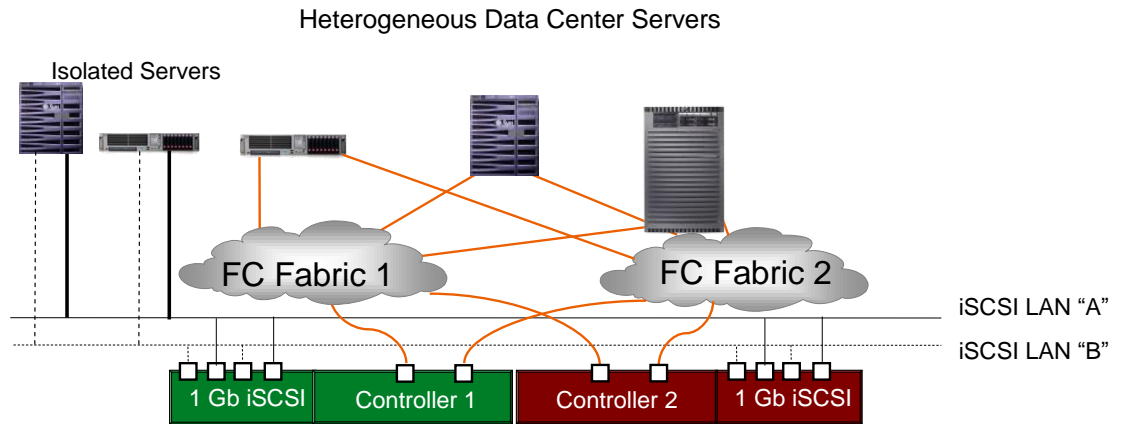 Heterogeneous Data Center Servers
Isolated Servers
FC Fabric 1
FC Fabric 2
iSCSI LAN “A”
iSCSI LAN “B”
1 Gb iSCSI
Controller 1
Controller 2
1 Gb iSCSI